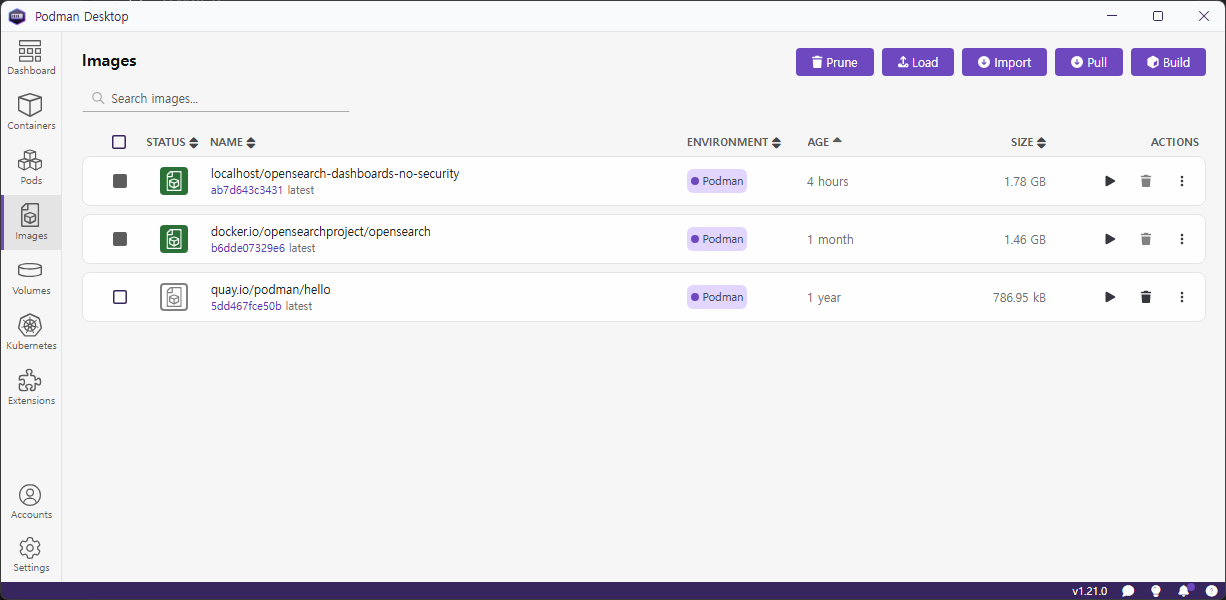 Podman Desktop
Dashboard
Containers
Pods
Images
Volumes
Kubernetes
Extensions
Accounts
Settings
Images
Prune
Load
Import
Pull
Build
Search images...
STATUS NAME ENVIRONMENT AGE SIZE ACTIONS
localhost/opensearch-dashboards-no-security
ab7d643c3431 latest
Podman 4 hours 1.78 GB
docker.io/opensearchproject/opensearch
b6dde07329e6 latest
Podman 1 month 1.46 GB
quay.io/podman/hello
5dd467fce50b latest
Podman 1 year 786.95 kB
v1.21.0